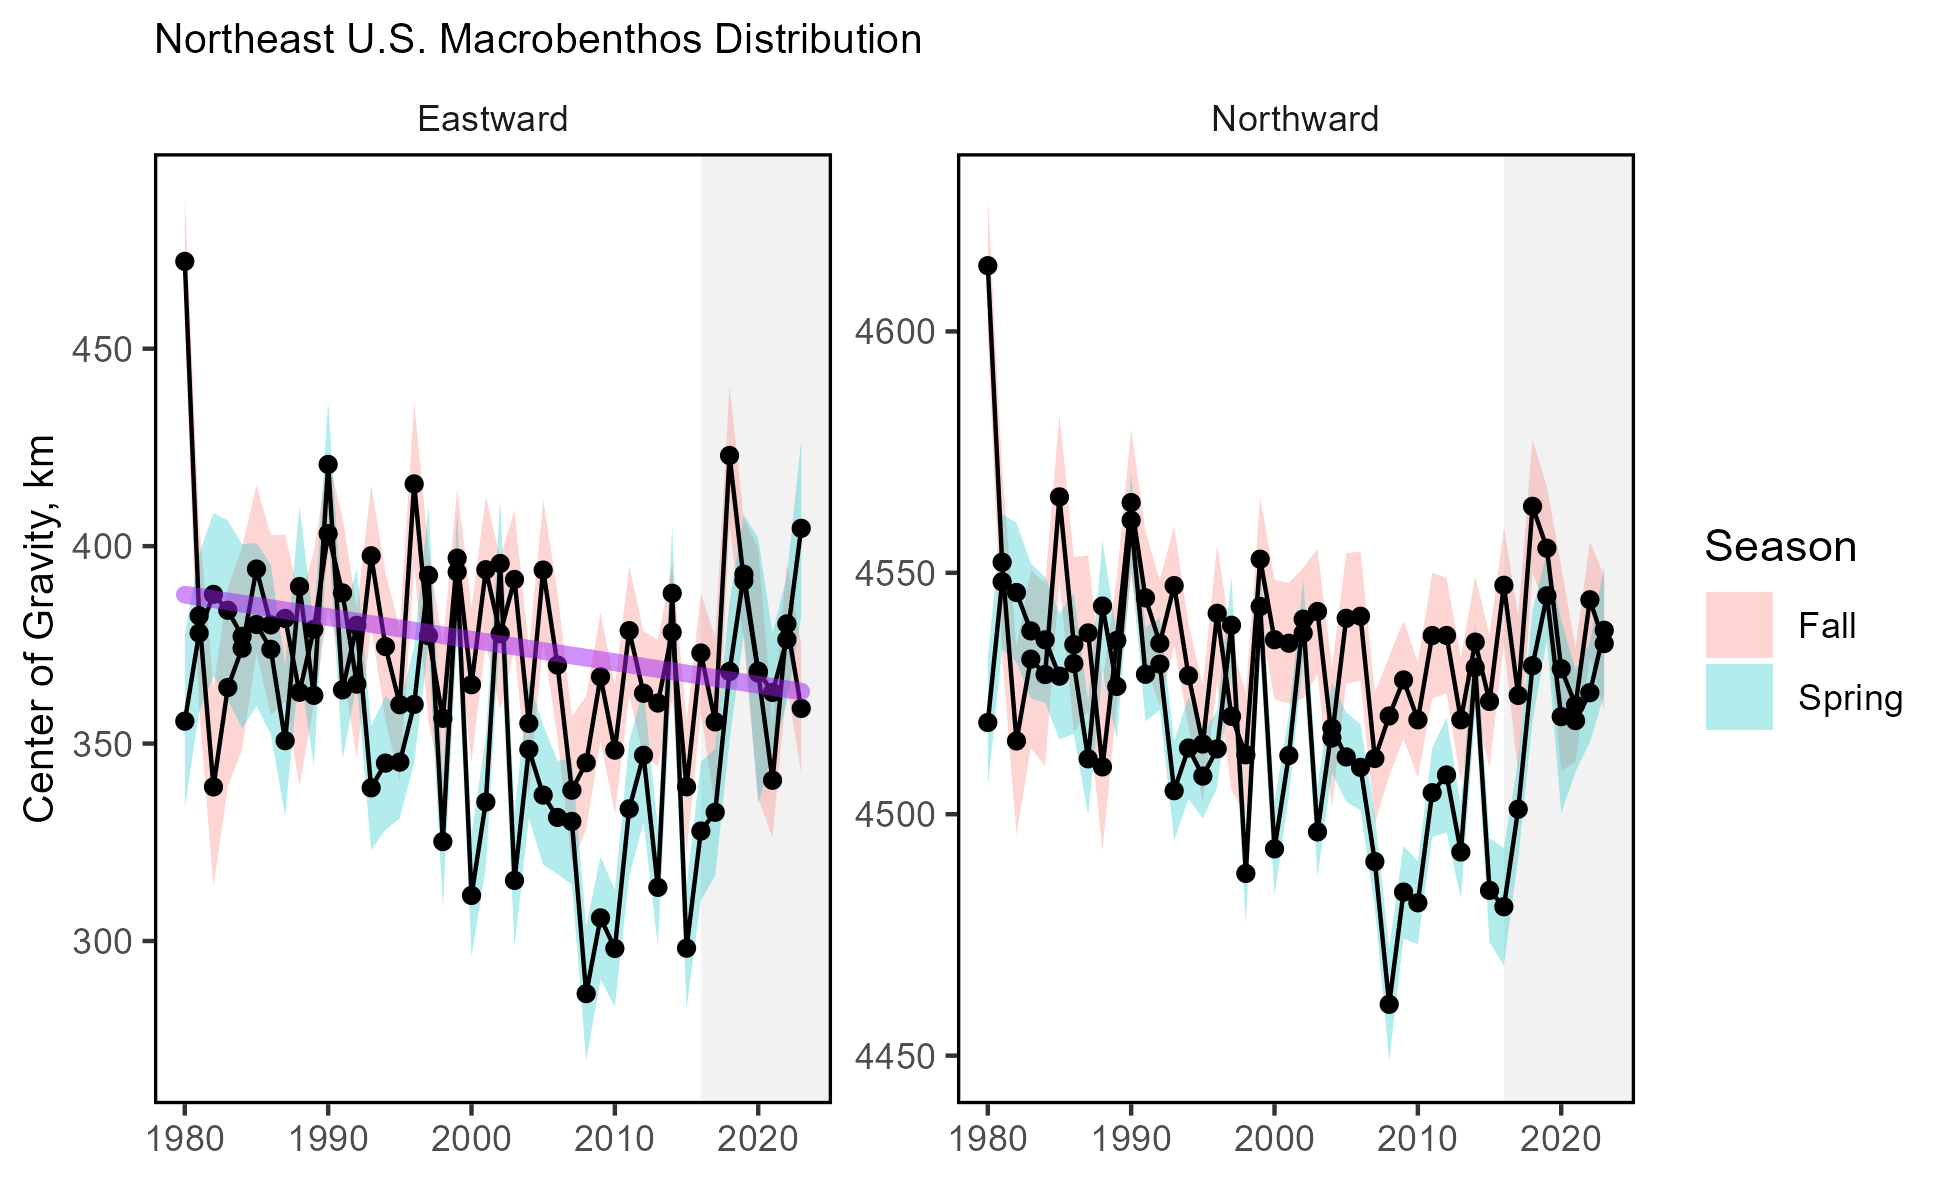 Northeast U.S. Macrobenthos Distribution
Eastward
Northward
Center of Gravity, km
450
400
350
300
1980 1990 2000 2010 2020
4600
4550
4500
4450
1980 1990 2000 2010 2020
Season
Fall
Spring